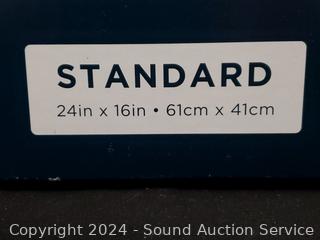 STANDARD
24in x 16in • 61cm x 41cm
Copyright 2024 - Sound Auction Service